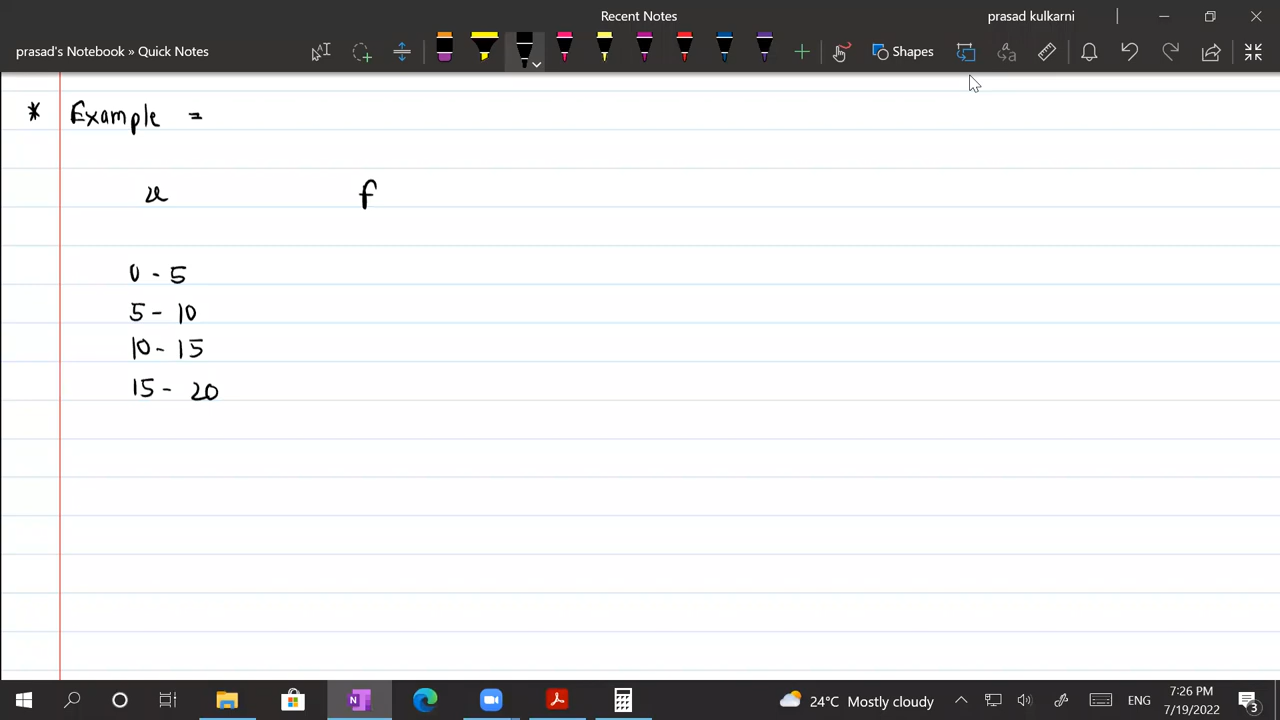 Recent Notes
prasad kulkarni
prasad's Notebook » Quick Notes
Shapes
* Example =
x f
0 - 5
5 - 10
10 - 15
15 - 20
24°C Mostly cloudy
ENG
7:26 PM
7/19/2022
3